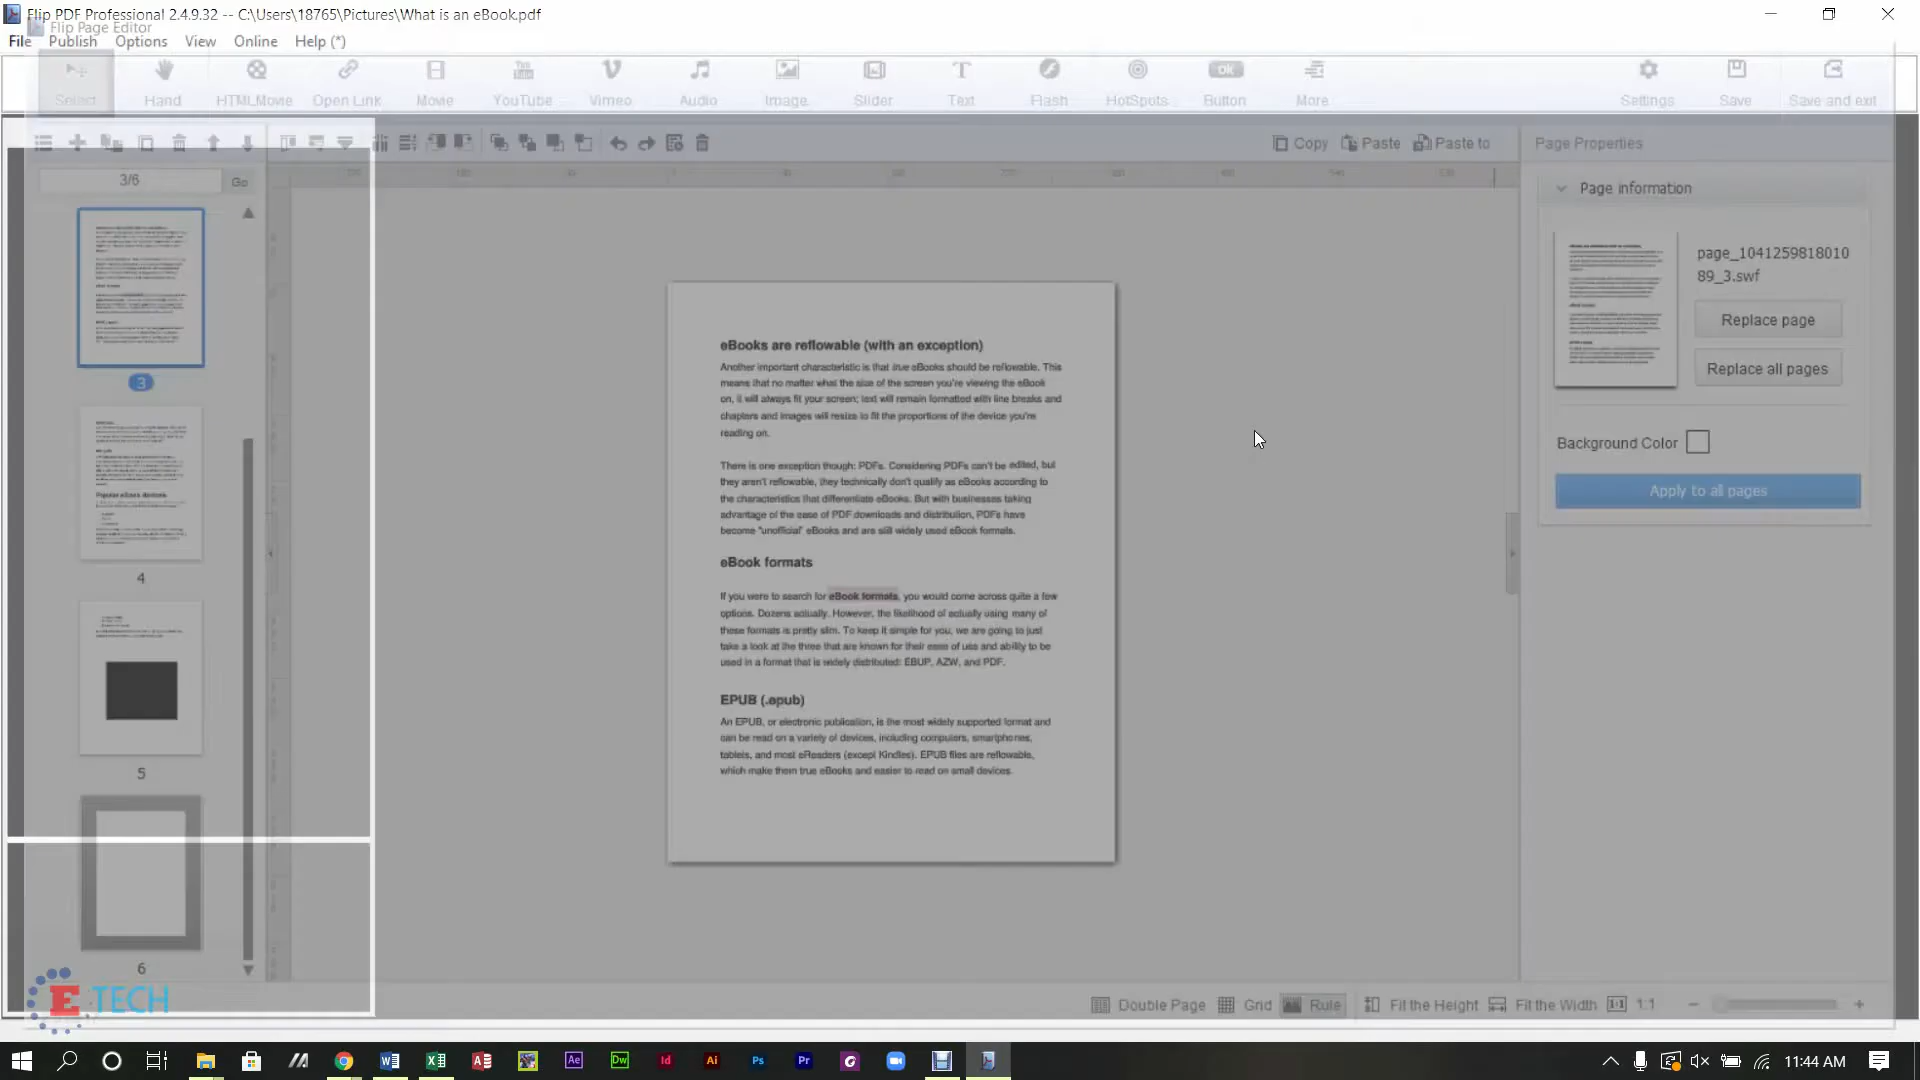 Flip PDF Professional 2.4.9.32 -- C:\Users\18765\Pictures\What is an eBook.pdf
Flip Page Editor
File Publish Options View Online Help (*)
Select Hand HTMLMovie Open Link Movie YouTube Vimeo Audio Image Slider Text Flash HotSpots Button More Settings Save Save and exit
Copy Paste Paste to
Page Properties
3/6 Go
Page information
page_1041259818010
89_3.swf
Replace page
Replace all pages
Background Color
Apply to all pages
3
4
5
6
eBooks are reflowable (with an exception)
Another important characteristic is that true eBooks should be reflowable. This
means that no matter what the size of the screen you're viewing the eBook
on, it will always fit your screen; text will remain formatted with line breaks and
chapters and images will resize to fit the proportions of the device you're
reading on.
There is one exception though: PDFs. Considering PDFs can't be edited, but
they aren't reflowable, they technically don't qualify as eBooks according to
the characteristics that differentiate eBooks. But with businesses taking
advantage of the ease of PDF downloads and distribution, PDFs have
become "unofficial" eBooks and are still widely used eBook formats.
eBook formats
If you were to search for eBook formats, you would come across quite a few
options. Dozens actually. However, the likelihood of actually using many of
these formats is pretty slim. To keep it simple for you, we are going to just
take a look at the three that are known for their ease of use and ability to be
used in a format that is widely distributed: EBUP, AZW, and PDF.
EPUB (.epub)
An EPUB, or electronic publication, is the most widely supported format and
can be read on a variety of devices, including computers, smartphones,
tablets, and most eReaders (except Kindles). EPUB files are reflowable,
which make them true eBooks and easier to read on small devices.
E TECH
Double Page Grid Rule Fit the Height Fit the Width 1:1
11:44 AM